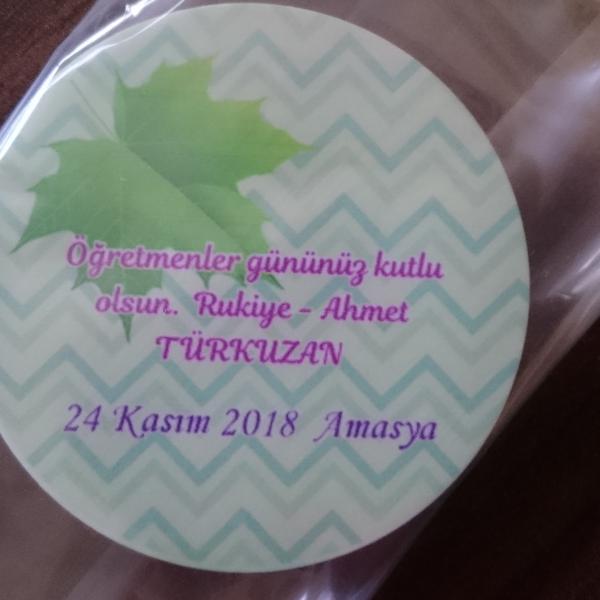 Öğretmenler gününüz kutlu
olsun. Rukiye - Ahmet
TÜRKUZAN
24 Kasım 2018 Amasya